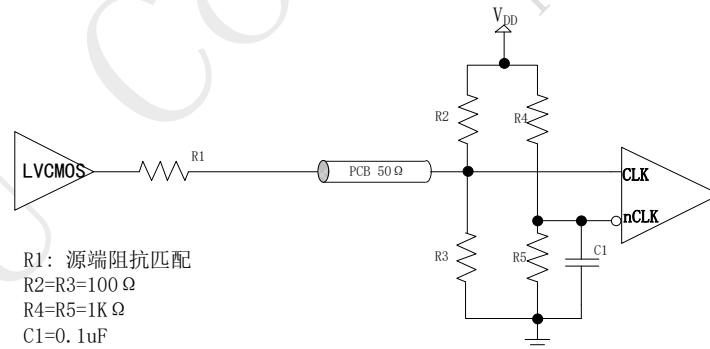 V_DD
R2
R4
LVCMOS
R1
PCB 50Ω
CLK
nCLK
R3
R5
C1
R1: 源端阻抗匹配
R2=R3=100Ω
R4=R5=1KΩ
C1=0.1uF